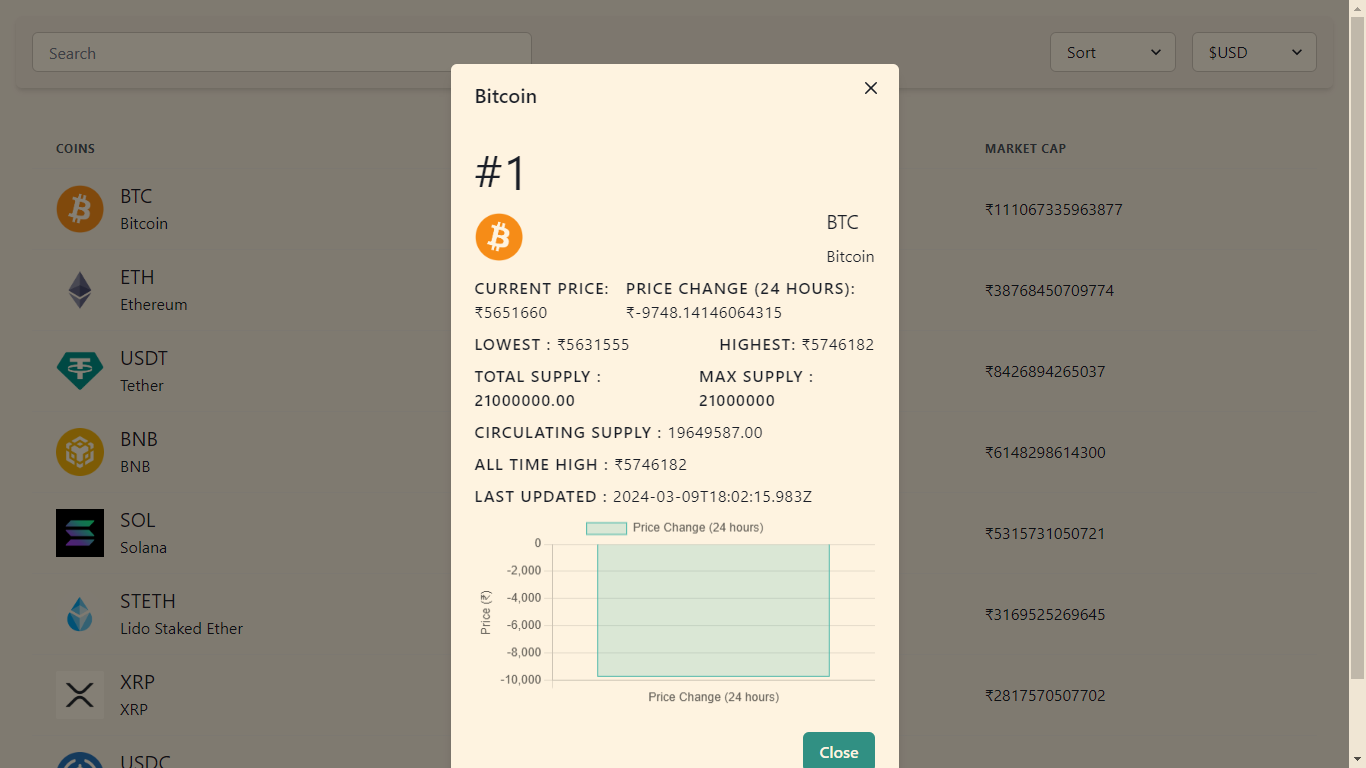 Search
Sort
$USD
Bitcoin
#1
BTC
Bitcoin
CURRENT PRICE: PRICE CHANGE (24 HOURS):
₹5651660 ₹-9748.14146064315
LOWEST : ₹5631555 HIGHEST: ₹5746182
TOTAL SUPPLY : MAX SUPPLY :
21000000.00 21000000
CIRCULATING SUPPLY : 19649587.00
ALL TIME HIGH : ₹5746182
LAST UPDATED : 2024-03-09T18:02:15.983Z
Price Change (24 hours)
0
-2,000
-4,000
-6,000
-8,000
-10,000
Price (₹)
Price Change (24 hours)
Close
COINS MARKET CAP
BTC
Bitcoin
₹111067335963877
ETH
Ethereum
₹38768450709774
USDT
Tether
₹8426894265037
BNB
BNB
₹6148298614300
SOL
Solana
₹5315731050721
STETH
Lido Staked Ether
₹3169525269645
XRP
XRP
₹2817570507702
USDC